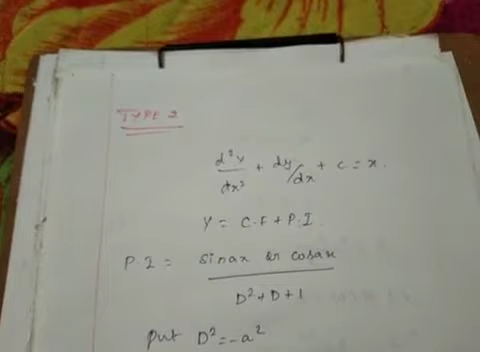 TYPE 2
d²y/dx² + dy/dx + c = x.
Y = C.F + P.I.
P.I = sinax or cosax / D²+D+1
Put D² = -a²